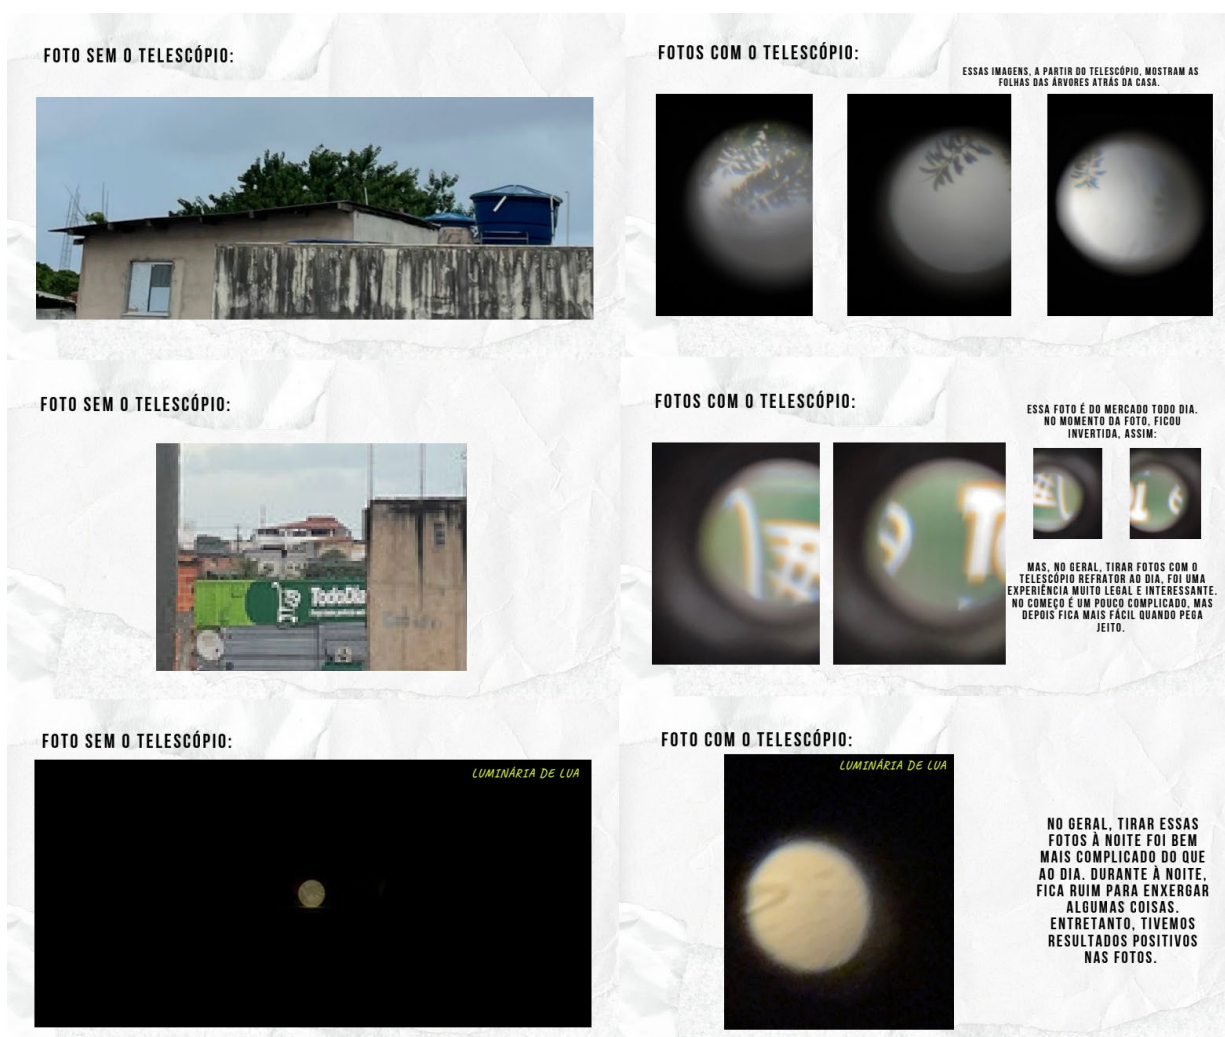 FOTO SEM O TELESCÓPIO:
FOTOS COM O TELESCÓPIO:
ESSAS IMAGENS, A PARTIR DO TELESCÓPIO, MOSTRAM AS
FOLHAS DAS ÁRVORES ATRÁS DA CASA.
FOTO SEM O TELESCÓPIO:
TodoDia
FOTOS COM O TELESCÓPIO:
To
ESSA FOTO É DO MERCADO TODO DIA.
NO MOMENTO DA FOTO, FICOU
INVERTIDA, ASSIM:
MAS, NO GERAL, TIRAR FOTOS COM O
TELESCÓPIO REFRATOR AO DIA, FOI UMA
EXPERIÊNCIA MUITO LEGAL E INTERESSANTE.
NO COMEÇO É UM POUCO COMPLICADO, MAS
DEPOIS FICA MAIS FÁCIL QUANDO PEGA
JEITO.
FOTO SEM O TELESCÓPIO:
LUMINÁRIA DE LUA
FOTO COM O TELESCÓPIO:
LUMINÁRIA DE LUA
NO GERAL, TIRAR ESSAS
FOTOS À NOITE FOI BEM
MAIS COMPLICADO DO QUE
AO DIA. DURANTE À NOITE,
FICA RUIM PARA ENXERGAR
ALGUMAS COISAS.
ENTRETANTO, TIVEMOS
RESULTADOS POSITIVOS
NAS FOTOS.